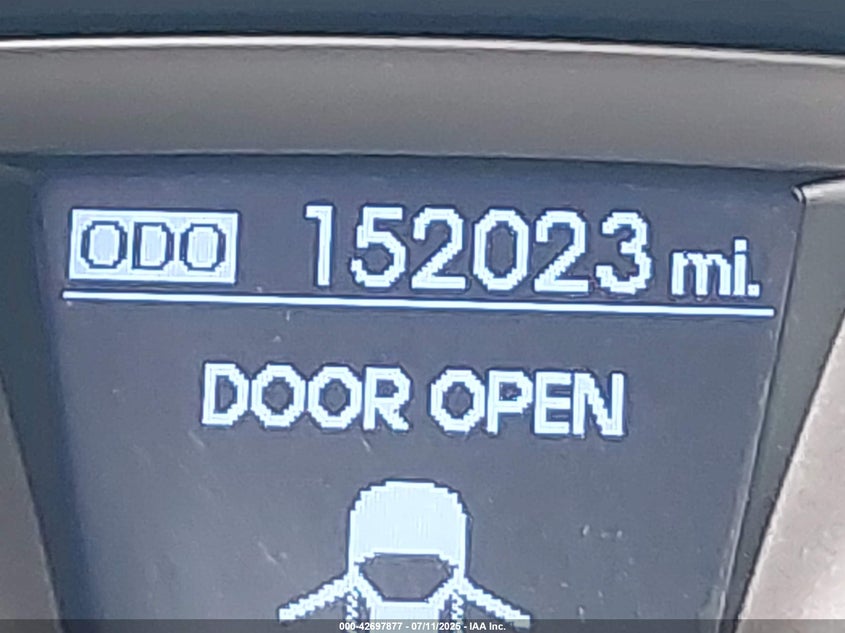 ODO 152023 mi.
DOOR OPEN
000-42697877 - 07/11/2025 - IAA Inc.